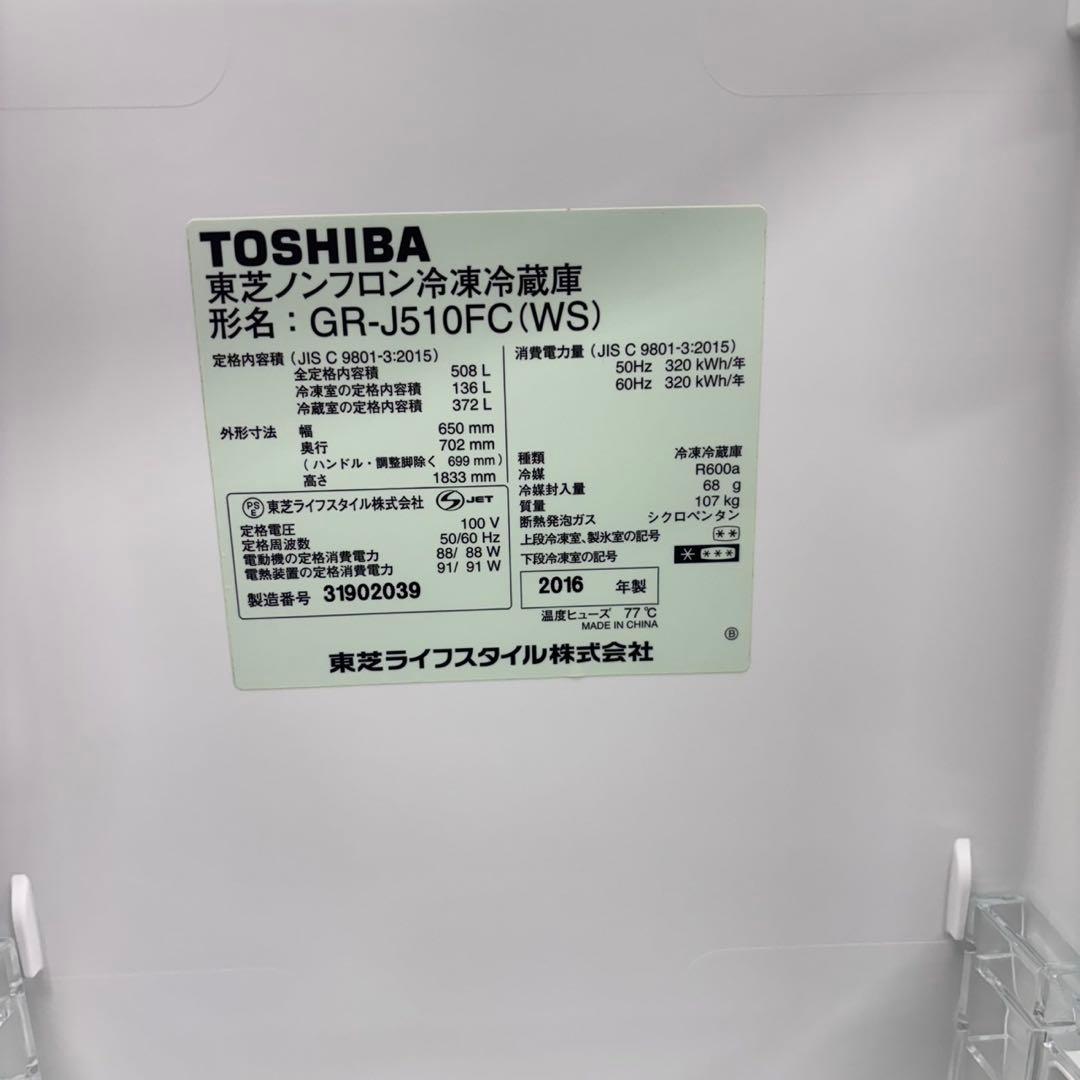 TOSHIBA
東芝ノンフロン冷凍冷蔵庫
形名：GR-J510FC(WS)
定格内容積 (JIS C 9801-3:2015)
全定格内容積 508 L
冷凍室の定格内容積 136 L
冷蔵室の定格内容積 372 L
外形寸法 幅 650 mm
奥行 702 mm
(ハンドル・調整脚除く 699 mm)
高さ 1833 mm
PSE 東芝ライフスタイル株式会社 S JET
定格電圧 100 V
定格周波数 50/60 Hz
電動機の定格消費電力 88/ 88 W
電熱装置の定格消費電力 91/ 91 W
製造番号 31902039
消費電力量 (JIS C 9801-3:2015)
50Hz 320 kWh/年
60Hz 320 kWh/年
種類 冷凍冷蔵庫
冷媒 R600a
冷媒封入量 68 g
質量 107 kg
断熱発泡ガス シクロペンタン
上段冷凍室、製氷室の記号 **
下段冷凍室の記号 * ***
2016 年製
温度ヒューズ 77℃
MADE IN CHINA
Ⓑ
東芝ライフスタイル株式会社